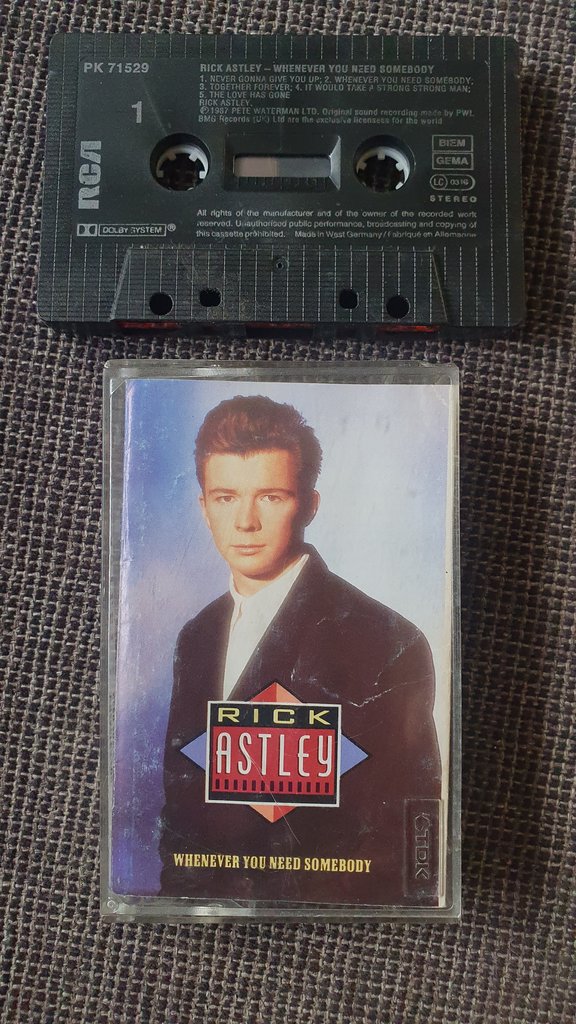 PK 71529
RICK ASTLEY – WHENEVER YOU NEED SOMEBODY
1. NEVER GONNA GIVE YOU UP; 2. WHENEVER YOU NEED SOMEBODY;
3. TOGETHER FOREVER; 4. IT WOULD TAKE A STRONG STRONG MAN;
5. THE LOVE HAS GONE
RICK ASTLEY.
℗1987 PETE WATERMAN LTD. Original sound recording made by PWL
BMG Records (UK) Ltd are the exclusive licensees for the world
1
RCA
BIEM
GEMA
LC 0316
STEREO
DOLBY SYSTEM ®
All rights of the manufacturer and of the owner of the recorded work
reserved. Unauthorised public performance, broadcasting and copying of
this cassette prohibited. Made in West Germany/Fabriqué en Allemagne
RICK
ASTLEY
WHENEVER YOU NEED SOMEBODY
TDK